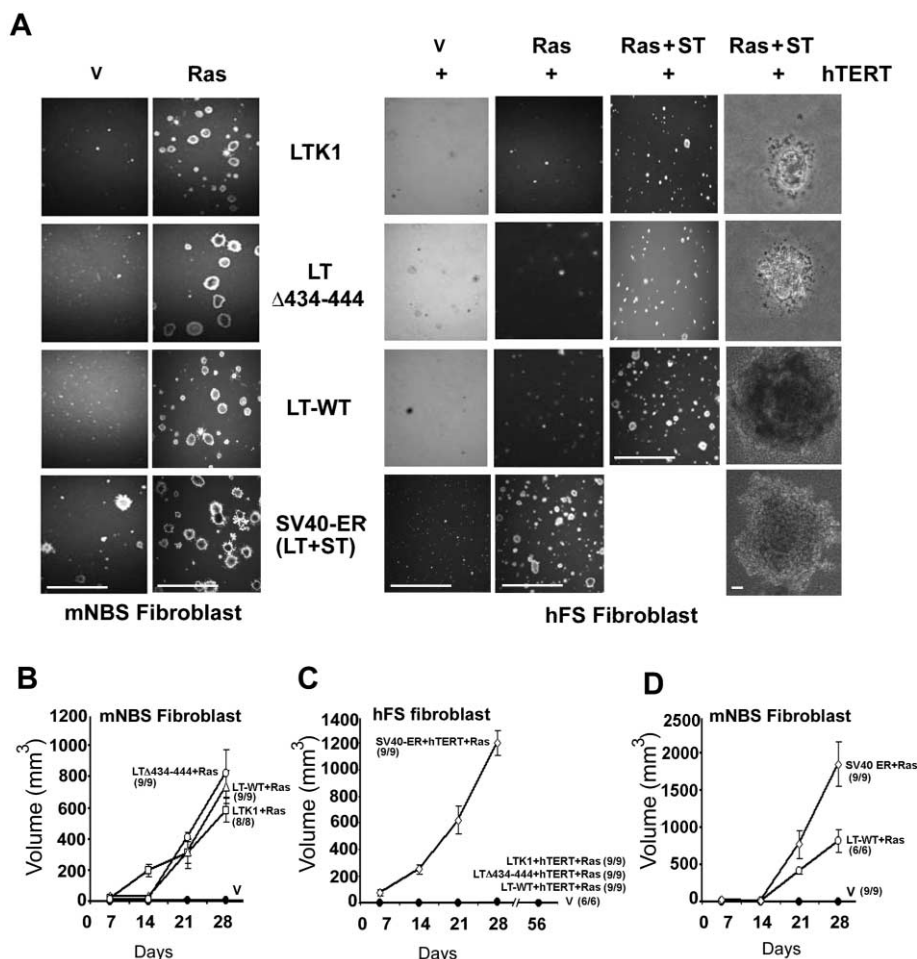 A
V Ras
V Ras Ras+ST Ras+ST
+ + + + hTERT
LTK1
LT
Δ434-444
LT-WT
SV40-ER
(LT+ST)
mNBS Fibroblast
hFS Fibroblast
B
mNBS Fibroblast
Volume (mm³)
1200
1000
800
600
400
200
0
LTΔ434-444+Ras
(9/9)
LT-WT+Ras
(9/9)
LTK1+Ras
(8/8)
V
0 7 14 21 28
Days
C
hFS fibroblast
Volume (mm³)
1400
1200
1000
800
600
400
200
0
SV40-ER+hTERT+Ras
(9/9)
LTK1+hTERT+Ras (9/9)
LTΔ434-444+hTERT+Ras (9/9)
LT-WT+hTERT+Ras (9/9)
V (6/6)
0 7 14 21 28 56
Days
D
mNBS Fibroblast
Volume (mm³)
2500
2000
1500
1000
500
0
SV40 ER+Ras
(9/9)
LT-WT+Ras
(6/6)
V (9/9)
0 7 14 21 28
Days